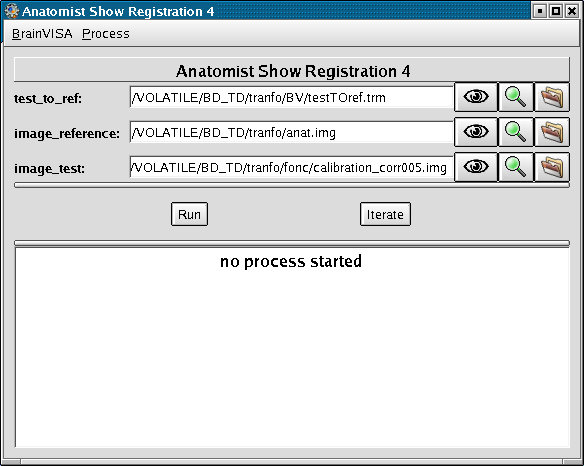 Anatomist Show Registration 4
BrainVISA Process
Anatomist Show Registration 4
test_to_ref: /VOLATILE/BD_TD/tranfo/BV/testTOref.trm
image_reference: /VOLATILE/BD_TD/tranfo/anat.img
image_test: /VOLATILE/BD_TD/tranfo/fonc/calibration_corr005.img
Run Iterate
no process started